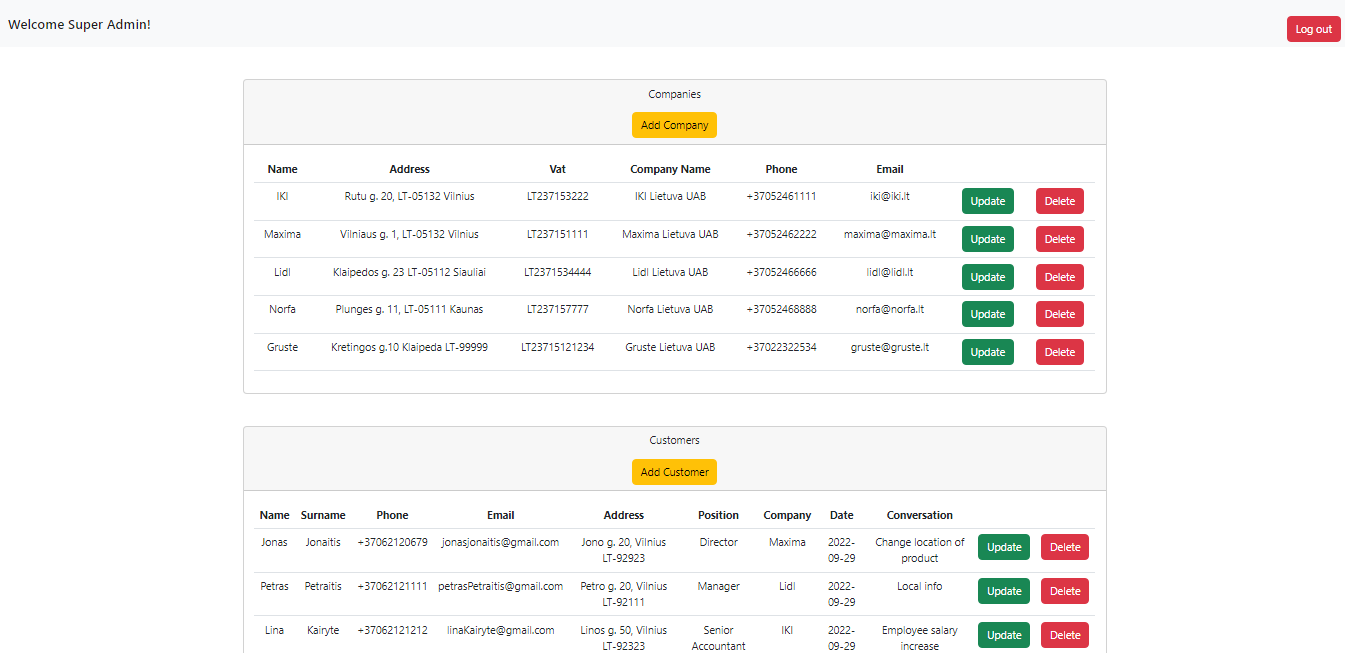 Welcome Super Admin!
Log out
Companies
Add Company
Name Address Vat Company Name Phone Email
IKI Rutu g. 20, LT-05132 Vilnius LT237153222 IKI Lietuva UAB +37052461111 iki@iki.lt Update Delete
Maxima Vilniaus g. 1, LT-05132 Vilnius LT237151111 Maxima Lietuva UAB +37052462222 maxima@maxima.lt Update Delete
Lidl Klaipedos g. 23 LT-05112 Siauliai LT2371534444 Lidl Lietuva UAB +37052466666 lidl@lidl.lt Update Delete
Norfa Plunges g. 11, LT-05111 Kaunas LT237157777 Norfa Lietuva UAB +37052468888 norfa@norfa.lt Update Delete
Gruste Kretingos g.10 Klaipeda LT-99999 LT23715121234 Gruste Lietuva UAB +37022322534 gruste@gruste.lt Update Delete
Customers
Add Customer
Name Surname Phone Email Address Position Company Date Conversation
Jonas Jonaitis +37062120679 jonasjonaitis@gmail.com Jono g. 20, Vilnius Director Maxima 2022- Change location of Update Delete
LT-92923 09-29 product
Petras Petraitis +37062121111 petrasPetraitis@gmail.com Petro g. 20, Vilnius Manager Lidl 2022- Local info Update Delete
LT-92111 09-29
Lina Kairyte +37062121212 linaKairyte@gmail.com Linos g. 50, Vilnius Senior IKI 2022- Employee salary Update Delete
LT-92323 Accountant 09-29 increase